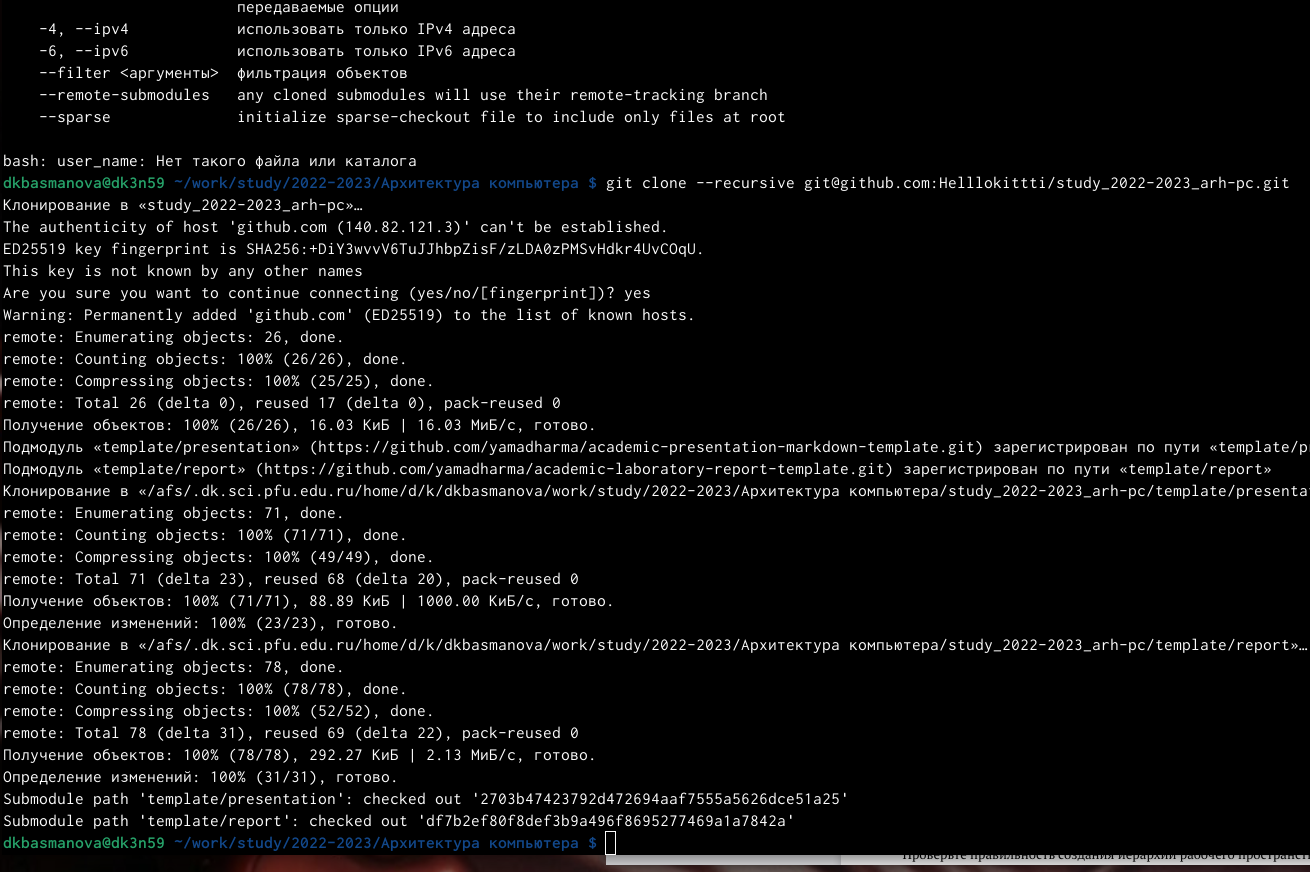 передаваемые опции
-4, --ipv4 использовать только IPv4 адреса
-6, --ipv6 использовать только IPv6 адреса
--filter <аргументы> фильтрация объектов
--remote-submodules any cloned submodules will use their remote-tracking branch
--sparse initialize sparse-checkout file to include only files at root
bash: user_name: Нет такого файла или каталога
dkbasmanova@dk3n59 ~/work/study/2022-2023/Архитектура компьютера $ git clone --recursive git@github.com:Helllokittti/study_2022-2023_arh-pc.git
Клонирование в «study_2022-2023_arh-pc»…
The authenticity of host 'github.com (140.82.121.3)' can't be established.
ED25519 key fingerprint is SHA256:+DiY3wvvV6TuJJhbpZisF/zLDA0zPMSvHdkr4UvCOqU.
This key is not known by any other names
Are you sure you want to continue connecting (yes/no/[fingerprint])? yes
Warning: Permanently added 'github.com' (ED25519) to the list of known hosts.
remote: Enumerating objects: 26, done.
remote: Counting objects: 100% (26/26), done.
remote: Compressing objects: 100% (25/25), done.
remote: Total 26 (delta 0), reused 17 (delta 0), pack-reused 0
Получение объектов: 100% (26/26), 16.03 КиБ | 16.03 МиБ/с, готово.
Подмодуль «template/presentation» (https://github.com/yamadharma/academic-presentation-markdown-template.git) зарегистрирован по пути «template/p
Подмодуль «template/report» (https://github.com/yamadharma/academic-laboratory-report-template.git) зарегистрирован по пути «template/report»
Клонирование в «/afs/.dk.sci.pfu.edu.ru/home/d/k/dkbasmanova/work/study/2022-2023/Архитектура компьютера/study_2022-2023_arh-pc/template/presenta
remote: Enumerating objects: 71, done.
remote: Counting objects: 100% (71/71), done.
remote: Compressing objects: 100% (49/49), done.
remote: Total 71 (delta 23), reused 68 (delta 20), pack-reused 0
Получение объектов: 100% (71/71), 88.89 КиБ | 1000.00 КиБ/с, готово.
Определение изменений: 100% (23/23), готово.
Клонирование в «/afs/.dk.sci.pfu.edu.ru/home/d/k/dkbasmanova/work/study/2022-2023/Архитектура компьютера/study_2022-2023_arh-pc/template/report»…
remote: Enumerating objects: 78, done.
remote: Counting objects: 100% (78/78), done.
remote: Compressing objects: 100% (52/52), done.
remote: Total 78 (delta 31), reused 69 (delta 22), pack-reused 0
Получение объектов: 100% (78/78), 292.27 КиБ | 2.13 МиБ/с, готово.
Определение изменений: 100% (31/31), готово.
Submodule path 'template/presentation': checked out '2703b47423792d472694aaf7555a5626dce51a25'
Submodule path 'template/report': checked out 'df7b2ef80f8def3b9a496f8695277469a1a7842a'
dkbasmanova@dk3n59 ~/work/study/2022-2023/Архитектура компьютера $
Проверьте правильность создания иерархии рабочего пространст